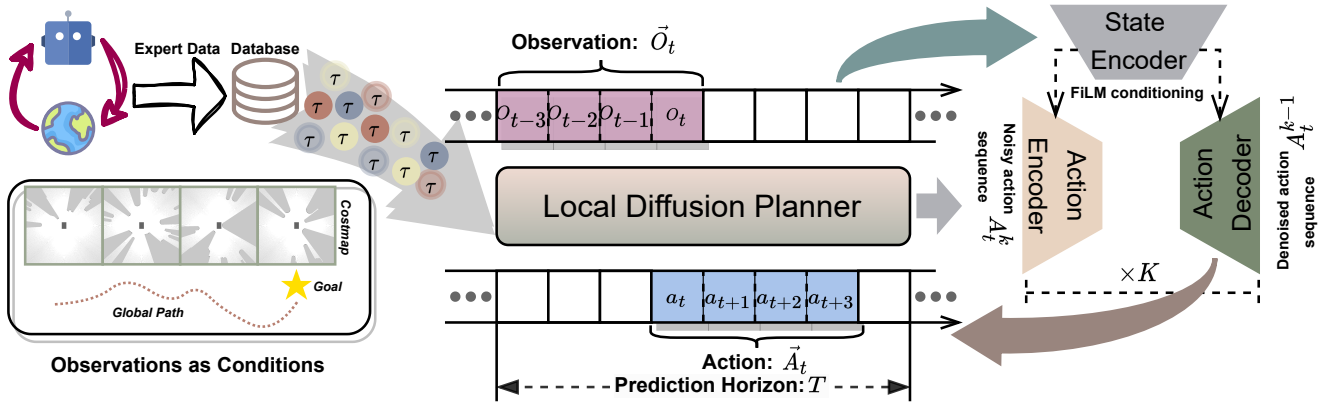 Expert Data
Database
τ
τ
τ
τ
τ
τ
τ
τ
τ
τ
τ
τ
Costmap
Goal
Global Path
Observations as Conditions
Observation: $\vec{O}_t$
$O_{t-3}$ $O_{t-2}$ $O_{t-1}$ $o_t$
Local Diffusion Planner
$a_t$ $a_{t+1}$ $a_{t+2}$ $a_{t+3}$
Action: $\vec{A}_t$
Prediction Horizon: $T$
State
Encoder
FiLM conditioning
Noisy action
sequence $A_t^k$
Action
Encoder
Action
Decoder
Denoised action $A_t^{k-1}$
sequence
$\times K$